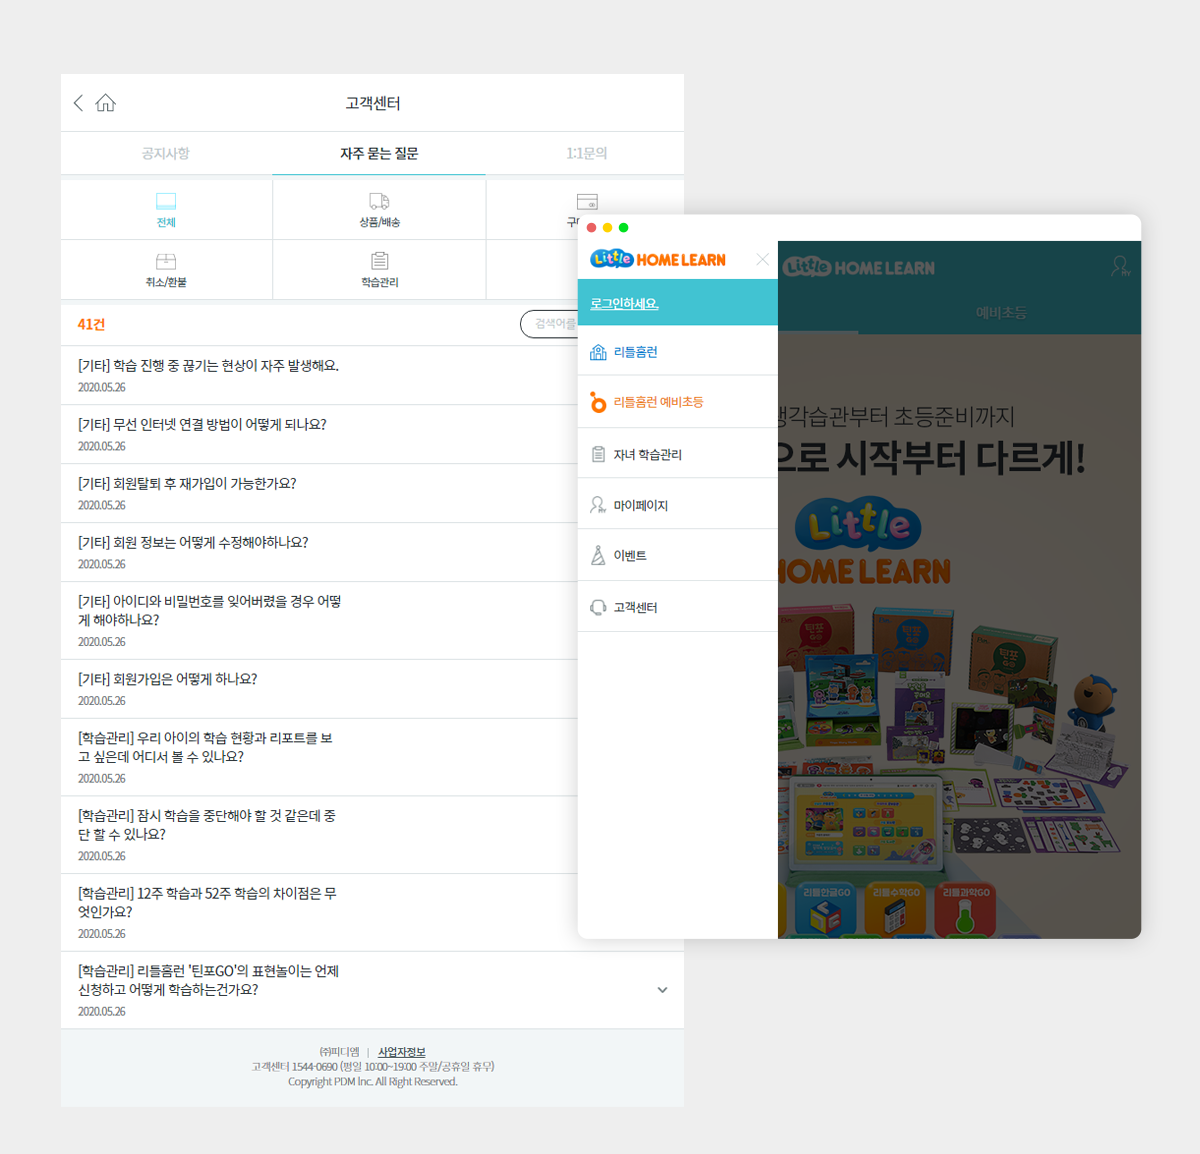 고객센터
공지사항
자주 묻는 질문
1:1문의
전체
상품/배송
취소/환불
학습관리
41건
검색어를
[기타] 학습 진행 중 끊기는 현상이 자주 발생해요.
2020.05.26
[기타] 무선 인터넷 연결 방법이 어떻게 되나요?
2020.05.26
[기타] 회원탈퇴 후 재가입이 가능한가요?
2020.05.26
[기타] 회원 정보는 어떻게 수정해야하나요?
2020.05.26
[기타] 아이디와 비밀번호를 잊어버렸을 경우 어떻
게 해야하나요?
2020.05.26
[기타] 회원가입은 어떻게 하나요?
2020.05.26
[학습관리] 우리 아이의 학습 현황과 리포트를 보
고 싶은데 어디서 볼 수 있나요?
2020.05.26
[학습관리] 잠시 학습을 중단해야 할 것 같은데 중
단 할 수 있나요?
2020.05.26
[학습관리] 12주 학습과 52주 학습의 차이점은 무
엇인가요?
2020.05.26
[학습관리] 리틀홈런 '틴포GO'의 표현놀이는 언제
신청하고 어떻게 학습하는건가요?
2020.05.26
㈜피디엠 | 사업자정보
고객센터 1544-0690 (평일 10:00~19:00 주말/공휴일 휴무)
Copyright PDM Inc. All Right Reserved.
Little HOME LEARN
로그인하세요.
리틀홈런
리틀홈런 예비초등
자녀 학습관리
마이페이지
이벤트
고객센터
Little HOME LEARN
MY
예비초등
생각습관부터 초등준비까지
으로 시작부터 다르게!
Little
HOME LEARN
틴포
GO
틴포
GO
틴포
GO
리틀한글GO
리틀수학GO
리틀과학GO